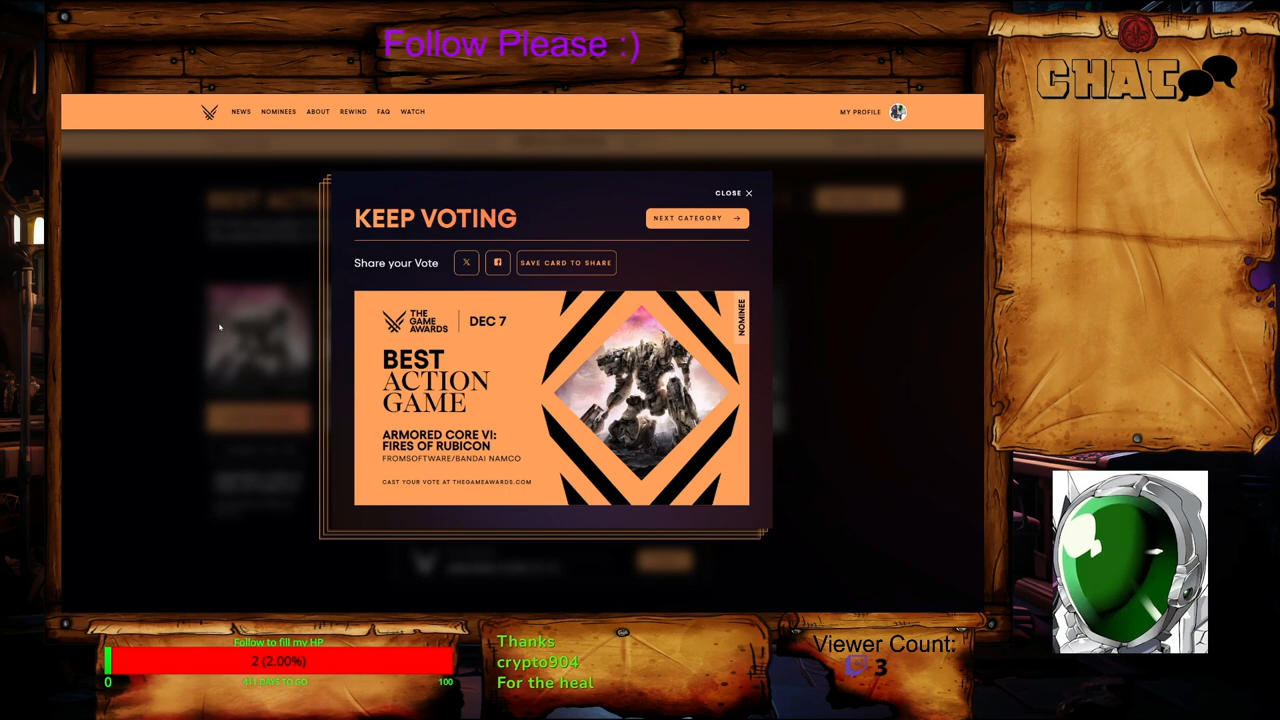 Follow Please :)
CHAT
NEWS NOMINEES ABOUT REWIND FAQ WATCH
MY PROFILE
CLOSE
KEEP VOTING
NEXT CATEGORY
Share your Vote
SAVE CARD TO SHARE
THE
GAME
AWARDS
DEC 7
NOMINEE
BEST
ACTION
GAME
ARMORED CORE VI:
FIRES OF RUBICON
FROMSOFTWARE/BANDAI NAMCO
CAST YOUR VOTE AT THEGAMEAWARDS.COM
Follow to fill my HP
2 (2.00%)
0
100
Thanks
crypto904
For the heal
Viewer Count:
3